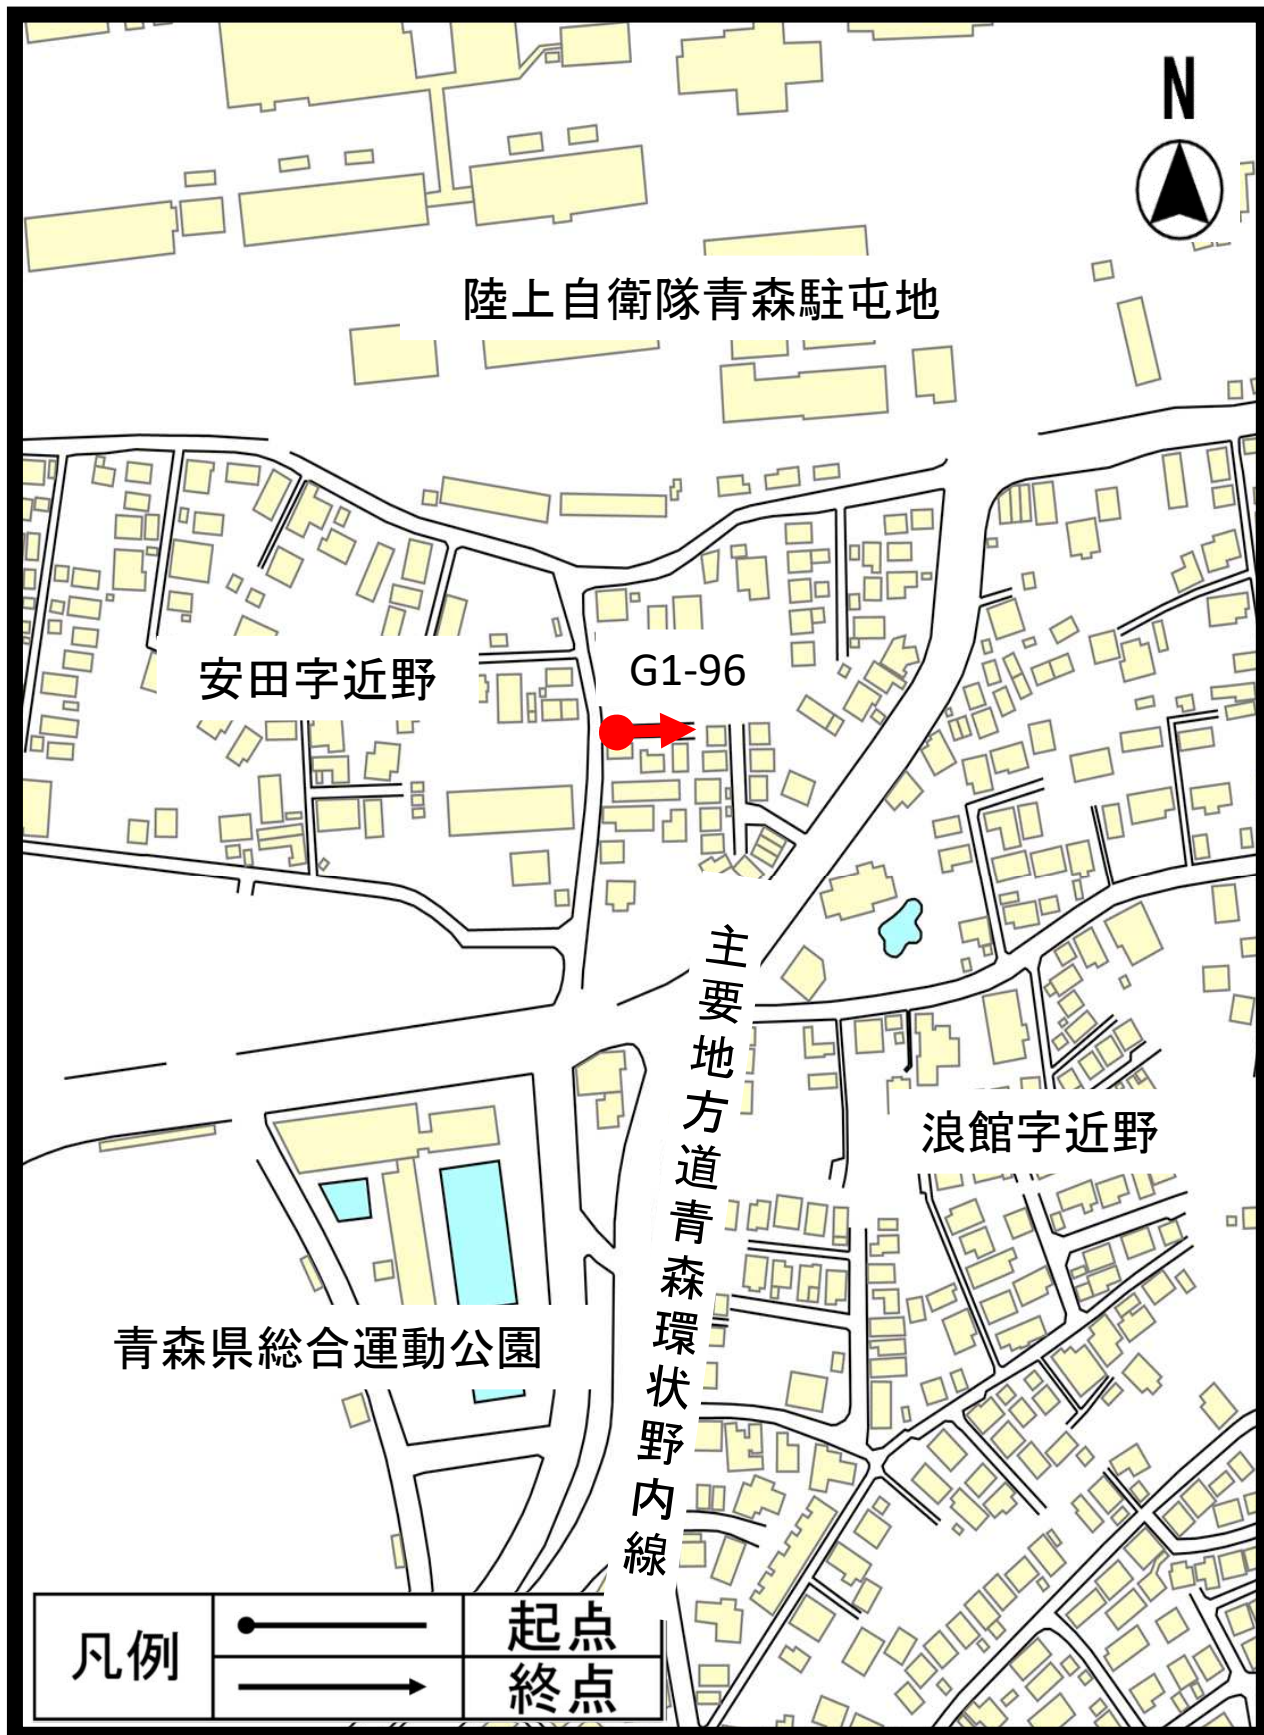 N
陸上自衛隊青森駐屯地
安田字近野
G1-96
主要地方道青森環状野内線
浪館字近野
青森県総合運動公園
凡例
起点
終点